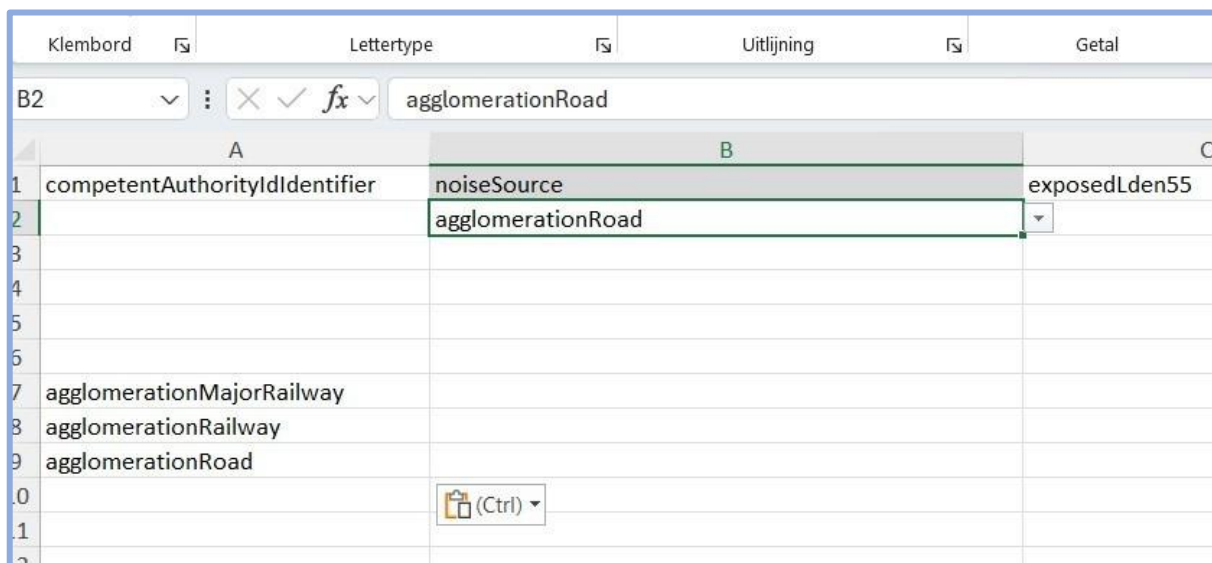 Klembord Lettertype Uitlijning Getal
B2 fx agglomerationRoad
A B C
1 competentAuthorityIdIdentifier noiseSource exposedLden55
2 agglomerationRoad
3
4
5
6
7 agglomerationMajorRailway
8 agglomerationRailway
9 agglomerationRoad
10 (Ctrl)
11